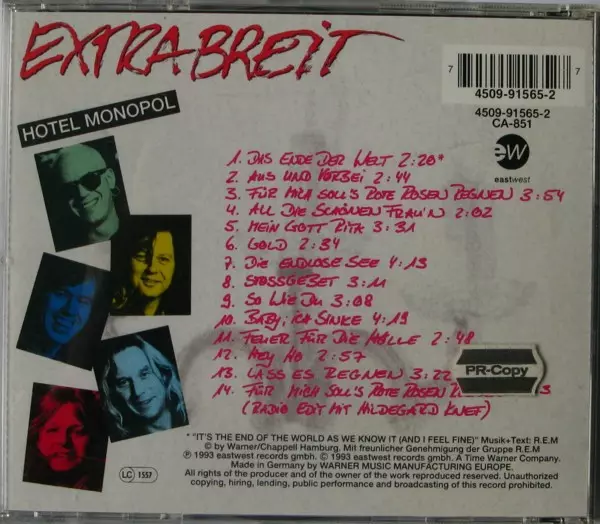 EXTRABREIT
HOTEL MONOPOL
7 7
4509-91565-2
4509-91565-2
CA-851
ew
eastwest
1. DAS ENDE DER WELT 2:20*
2. AUS UND VORBEI 2:44
3. FÜR MICH SOLL'S ROTE ROSEN REGNEN 3:54
4. ALL DIE SCHÖNEN FRAU'N 2:02
5. MEIN GOTT RITA 3:31
6. GOLD 2:34
7. DIE ENDLOSE SEE 4:13
8. STOSSGEBET 3:11
9. SO WIE DU 3:08
10. BABY, ICH SINKE 4:19
11. FEUER FÜR DIE HÖLLE 2:48
12. HEY HO 2:57
13. LASS ES REGNEN 3:22
PR-Copy
14. FÜR MICH SOLL'S ROTE ROSEN
(RADIO EDIT MIT HILDEGARD KNEF)
* "IT'S THE END OF THE WORLD AS WE KNOW IT (AND I FEEL FINE)" Musik+Text: R.E.M
© by Warner/Chappell Hamburg. Mit freunlicher Genehmigung der Gruppe R.E.M
℗ 1993 eastwest records gmbh. © 1993 eastwest records gmbh. A Time Warner Company.
Made in Germany by WARNER MUSIC MANUFACTURING EUROPE.
All rights of the producer and of the owner of the work reproduced reserved. Unauthorized
copying, hiring, lending, public performance and broadcasting of this record prohibited.
LC 1557